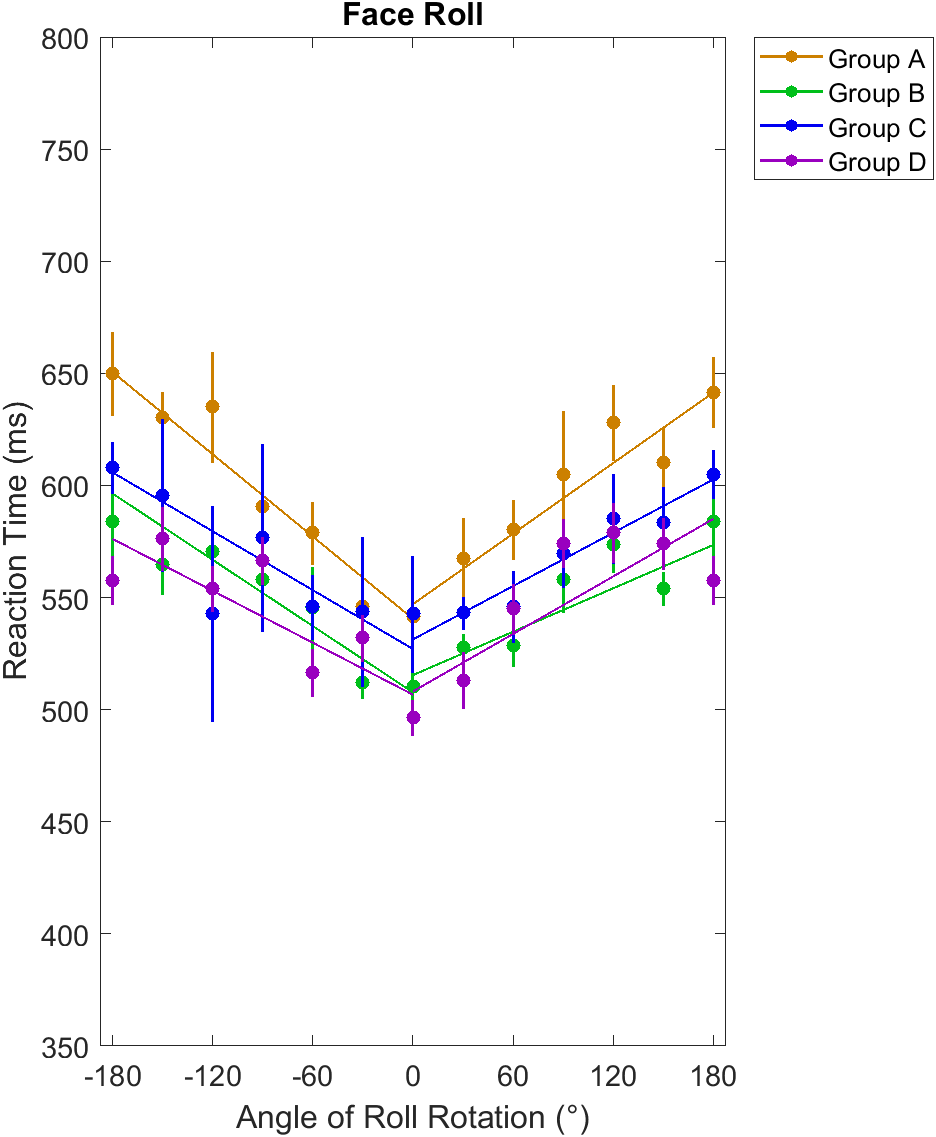 Face Roll
800
750
700
650
600
550
500
450
400
350
-180 -120 -60 0 60 120 180
Reaction Time (ms)
Angle of Roll Rotation (°)
Group A
Group B
Group C
Group D